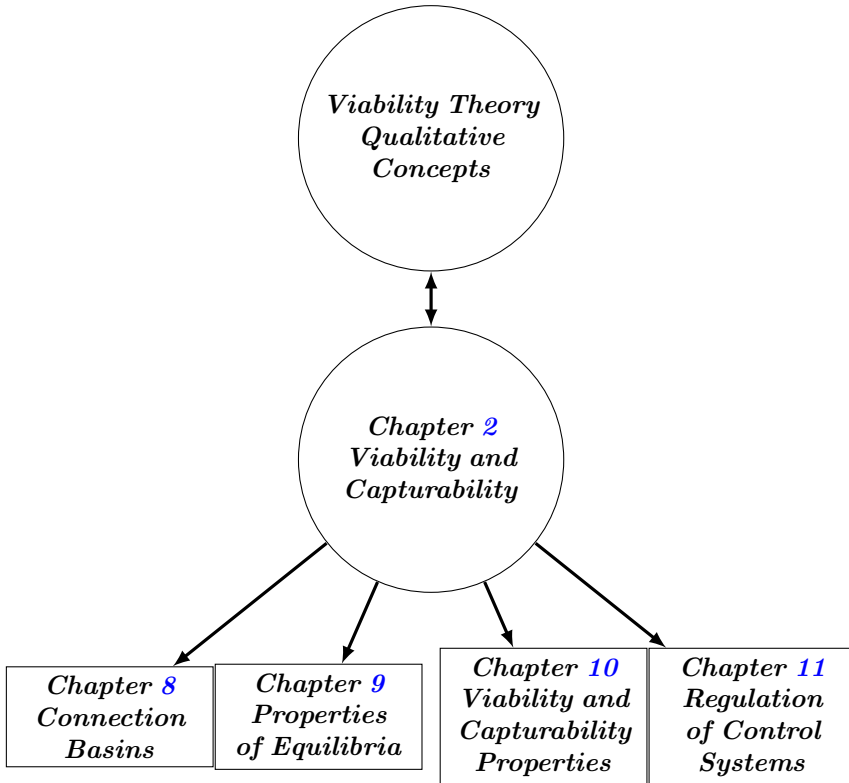 Viability Theory
Qualitative
Concepts
Chapter 2
Viability and
Capturability
Chapter 8
Connection
Basins
Chapter 9
Properties
of Equilibria
Chapter 10
Viability and
Capturability
Properties
Chapter 11
Regulation
of Control
Systems